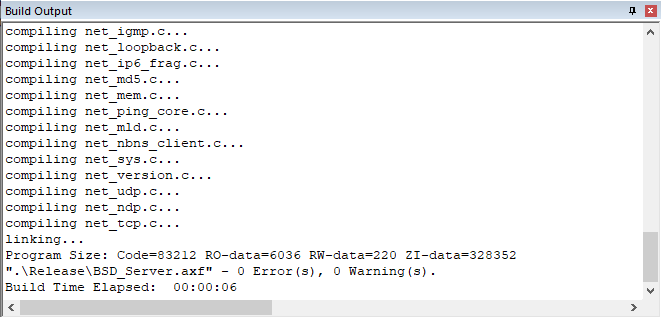 Build Output
compiling net_igmp.c...
compiling net_loopback.c...
compiling net_ip6_frag.c...
compiling net_md5.c...
compiling net_mem.c...
compiling net_ping_core.c...
compiling net_mld.c...
compiling net_nbns_client.c...
compiling net_sys.c...
compiling net_version.c...
compiling net_udp.c...
compiling net_ndp.c...
compiling net_tcp.c...
linking...
Program Size: Code=83212 RO-data=6036 RW-data=220 ZI-data=328352
".\Release\BSD_Server.axf" - 0 Error(s), 0 Warning(s).
Build Time Elapsed:  00:00:06